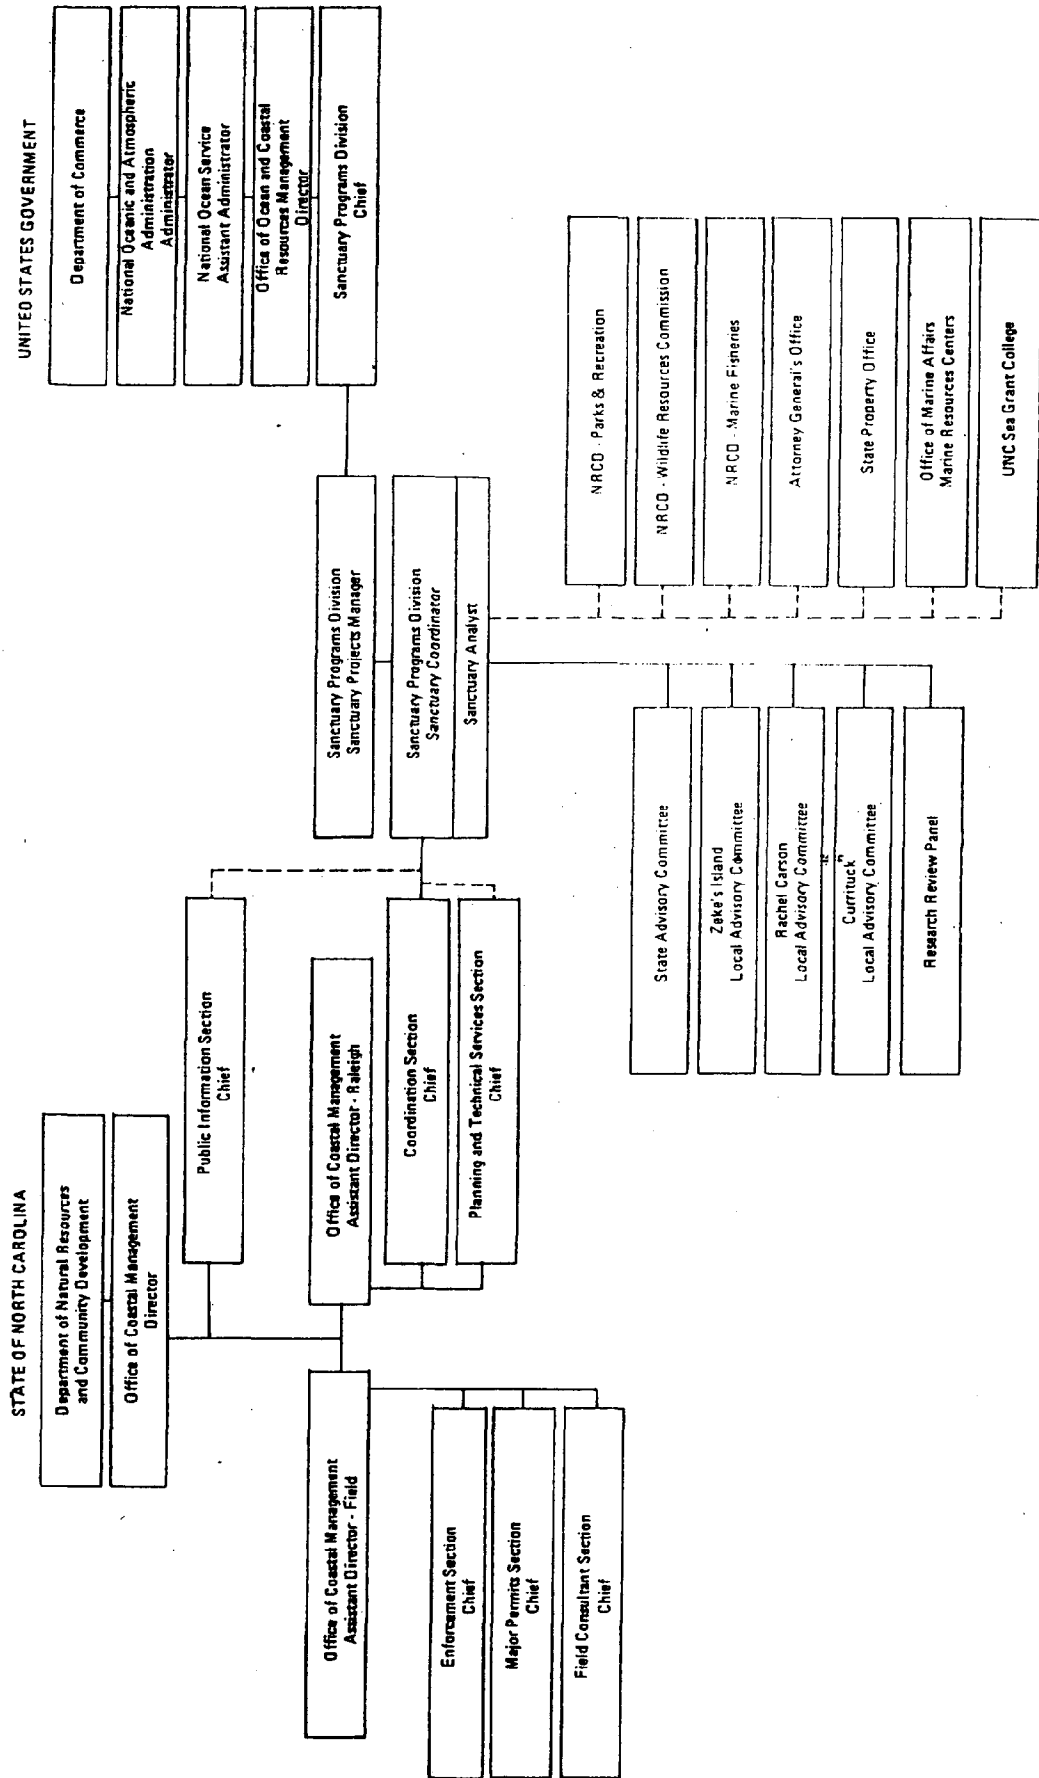 STATE OF NORTH CAROLINA
Department of Natural Resources
and Community Development
Office of Coastal Management
Director
Public Information Section
Chief
Office of Coastal Management
Assistant Director - Field
Enforcement Section
Chief
Major Permits Section
Chief
Field Consultant Section
Chief
Office of Coastal Management
Assistant Director - Raleigh
Coordination Section
Chief
Planning and Technical Services Section
Chief
UNITED STATES GOVERNMENT
Department of Commerce
National Oceanic and Atmospheric
Administration
Administrator
National Ocean Service
Assistant Administrator
Office of Ocean and Coastal
Resources Management
Director
Sanctuary Programs Division
Chief
Sanctuary Programs Division
Sanctuary Projects Manager
Sanctuary Programs Division
Sanctuary Coordinator
Sanctuary Analyst
State Advisory Committee
Zeke's Island
Local Advisory Committee
Rachel Carson
Local Advisory Committee
Currituck
Local Advisory Committee
Research Review Panel
NRCD - Parks & Recreation
NRCD - Wildlife Resources Commission
NRCD - Marine Fisheries
Attorney General's Office
State Property Office
Office of Marine Affairs
Marine Resources Centers
UNC Sea Grant College